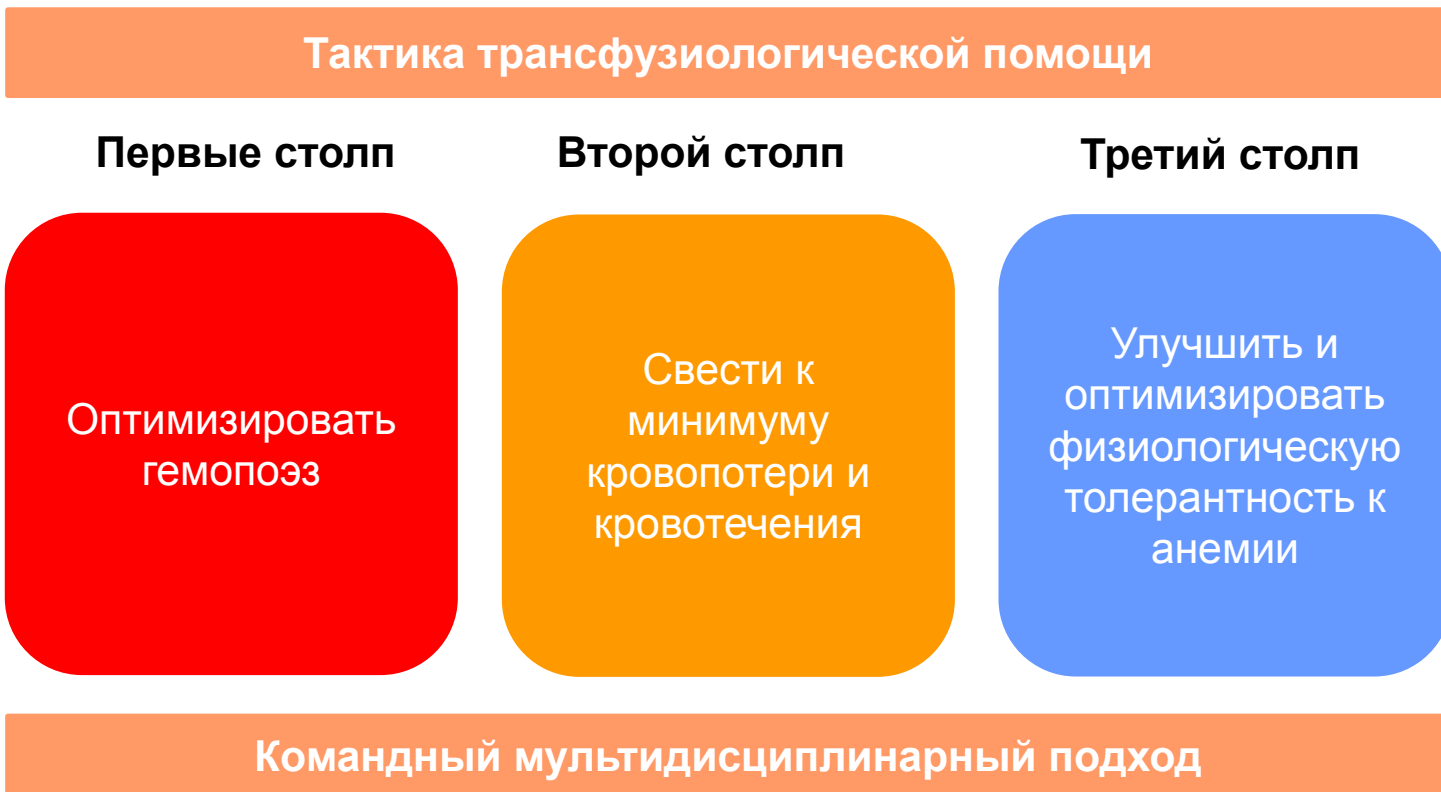 Тактика трансфузиологической помощи
Первые столп
Второй столп
Третий столп
Оптимизировать
гемопоэз
Свести к
минимуму
кровопотери и
кровотечения
Улучшить и
оптимизировать
физиологическую
толерантность к
анемии
Командный мультидисциплинарный подход